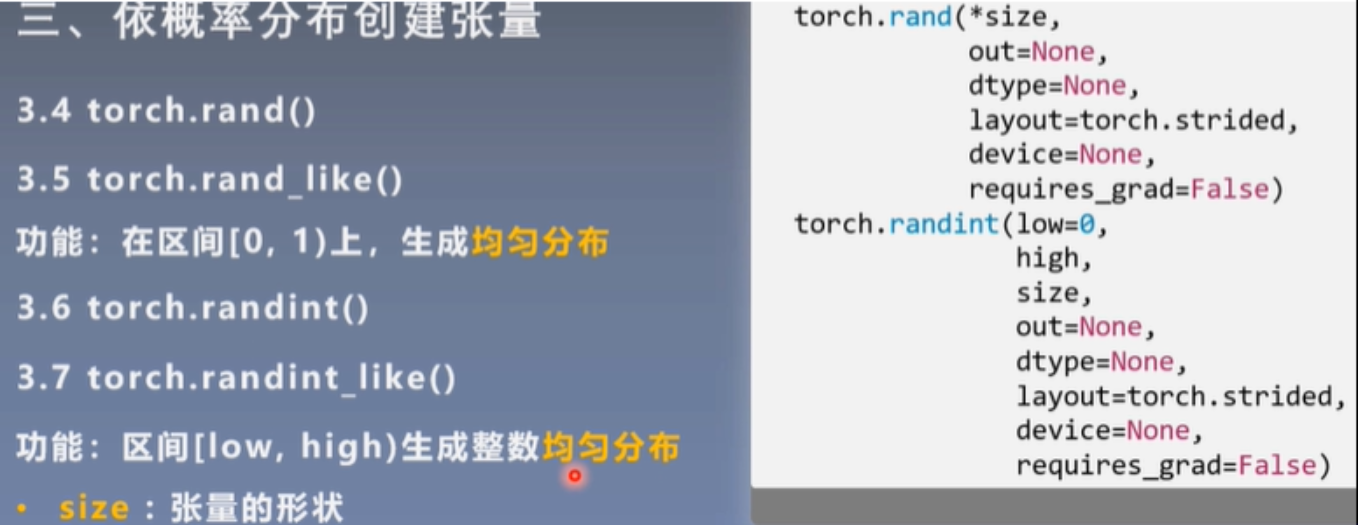 三、依概率分布创建张量
3.4 torch.rand()
3.5 torch.rand_like()
功能：在区间[0, 1)上，生成均匀分布
3.6 torch.randint()
3.7 torch.randint_like()
功能：区间[low, high)生成整数均匀分布
• size：张量的形状
torch.rand(*size,
out=None,
dtype=None,
layout=torch.strided,
device=None,
requires_grad=False)
torch.randint(low=0,
high,
size,
out=None,
dtype=None,
layout=torch.strided,
device=None,
requires_grad=False)